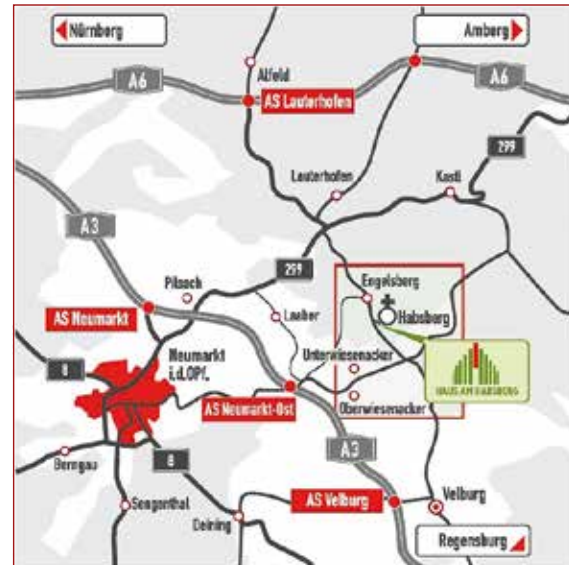 Nürnberg
Amberg
Alfeld
A6
AS Lauterhofen
A6
299
Lauterhofen
Kastl
A3
299
Pilsach
Engelsberg
Habsberg
AS Neumarkt
Laaber
Neumarkt
i.d.OPf.
Unterwiesenacker
HAUS AM HABSBERG
8
AS Neumarkt-Ost
Oberwiesenacker
A3
Berngau
8
Sengenthal
Deining
AS Velburg
Velburg
Regensburg